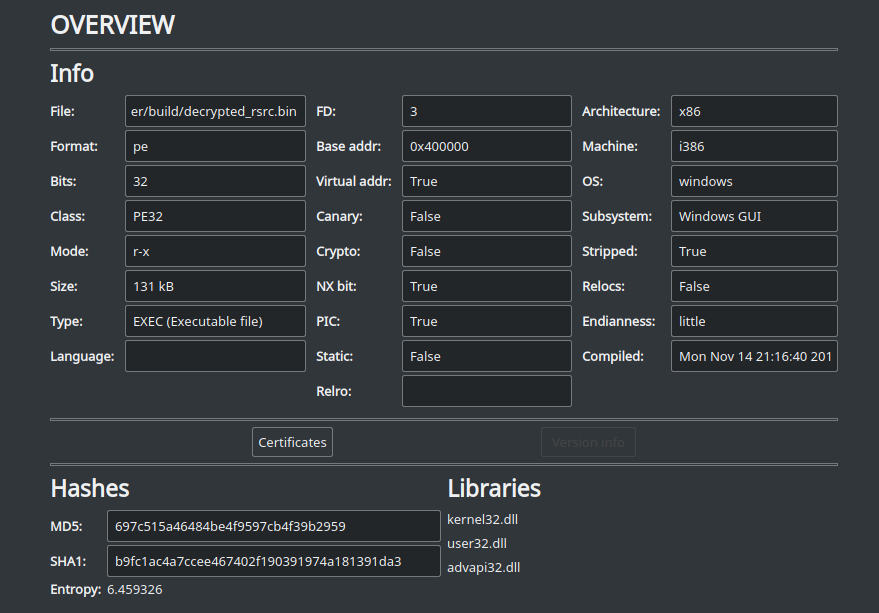 OVERVIEW
Info
File: er/build/decrypted_rsrc.bin FD: 3 Architecture: x86
Format: pe Base addr: 0x400000 Machine: i386
Bits: 32 Virtual addr: True OS: windows
Class: PE32 Canary: False Subsystem: Windows GUI
Mode: r-x Crypto: False Stripped: True
Size: 131 kB NX bit: True Relocs: False
Type: EXEC (Executable file) PIC: True Endianness: little
Language: Static: False Compiled: Mon Nov 14 21:16:40 201
Relro:
Certificates Version info
Hashes Libraries
MD5: 697c515a46484be4f9597cb4f39b2959 kernel32.dll
user32.dll
SHA1: b9fc1ac4a7ccee467402f190391974a181391da3 advapi32.dll
Entropy: 6.459326